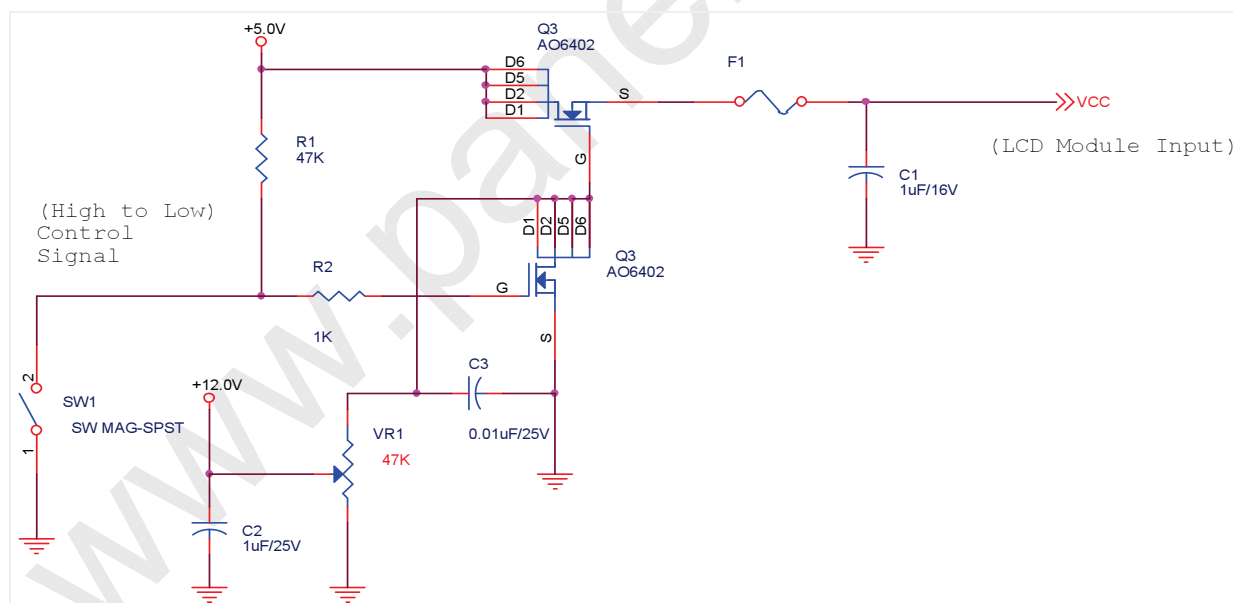 +5.0V
Q3
AO6402
D6
D5
D2
D1
S
G
F1
VCC
(LCD Module Input)
R1
47K
C1
1uF/16V
(High to Low)
Control
Signal
D1
D2
D5
D6
Q3
AO6402
R2
1K
G
S
2
1
SW1
SW MAG-SPST
+12.0V
C3
0.01uF/25V
VR1
47K
C2
1uF/25V
www.pane